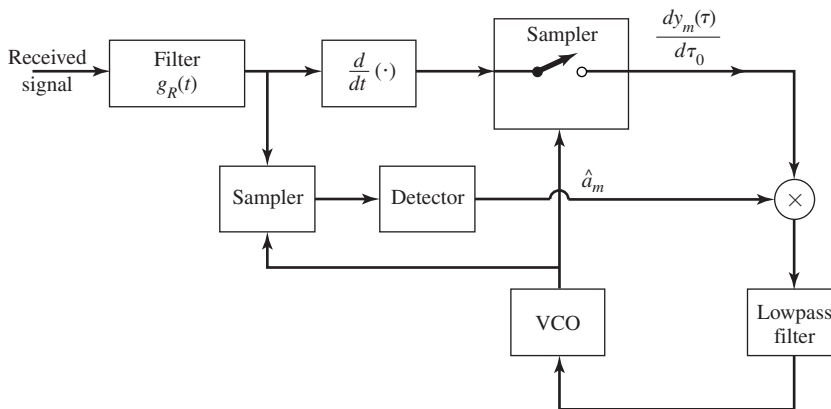 Received
signal
Filter
g_R(t)
d/dt (·)
Sampler
dy_m(τ)/dτ_0
Sampler
Detector
â_m
×
VCO
Lowpass
filter